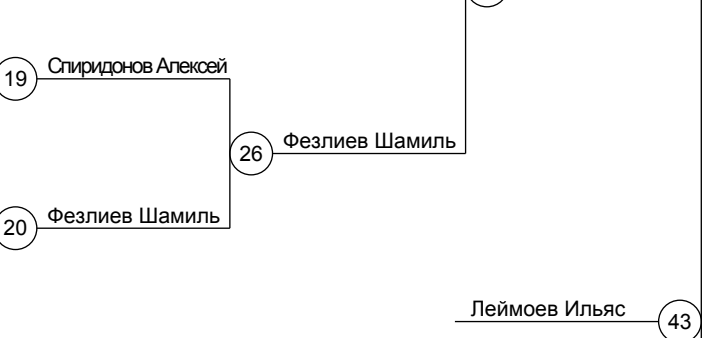 19 Спиридонов Алексей
26 Фезлиев Шамиль
20 Фезлиев Шамиль
Леймоев Ильяс 43